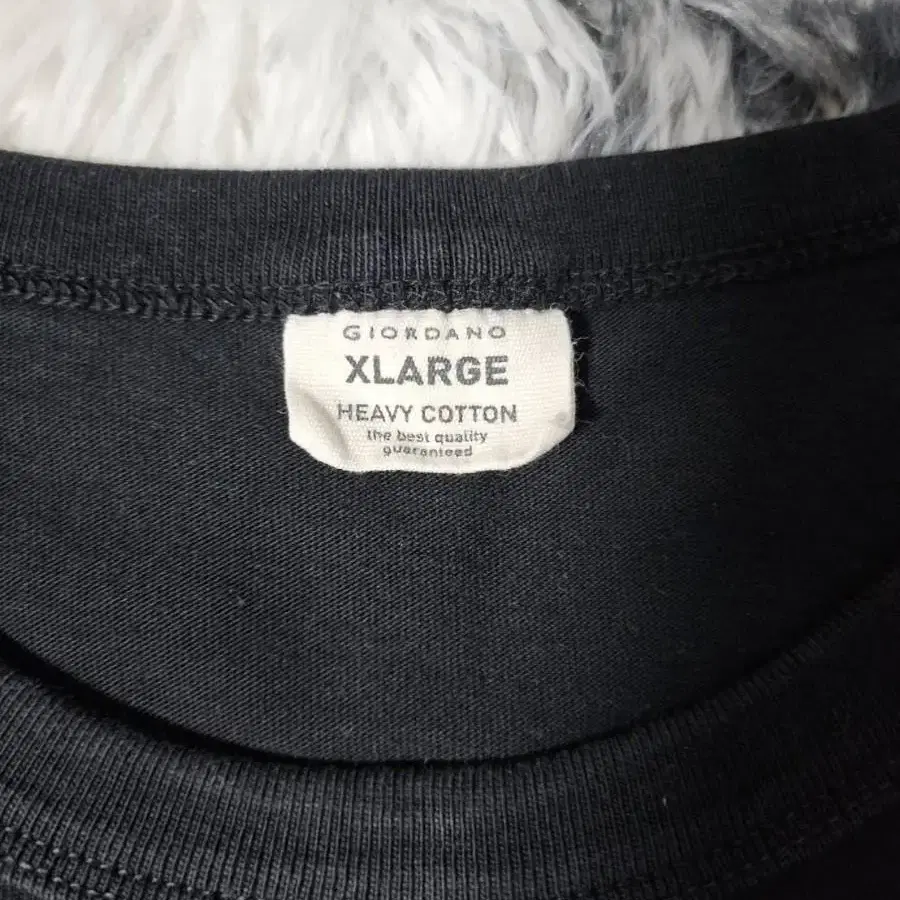 GIORDANO
XLARGE
HEAVY COTTON
the best quality
guaranteed